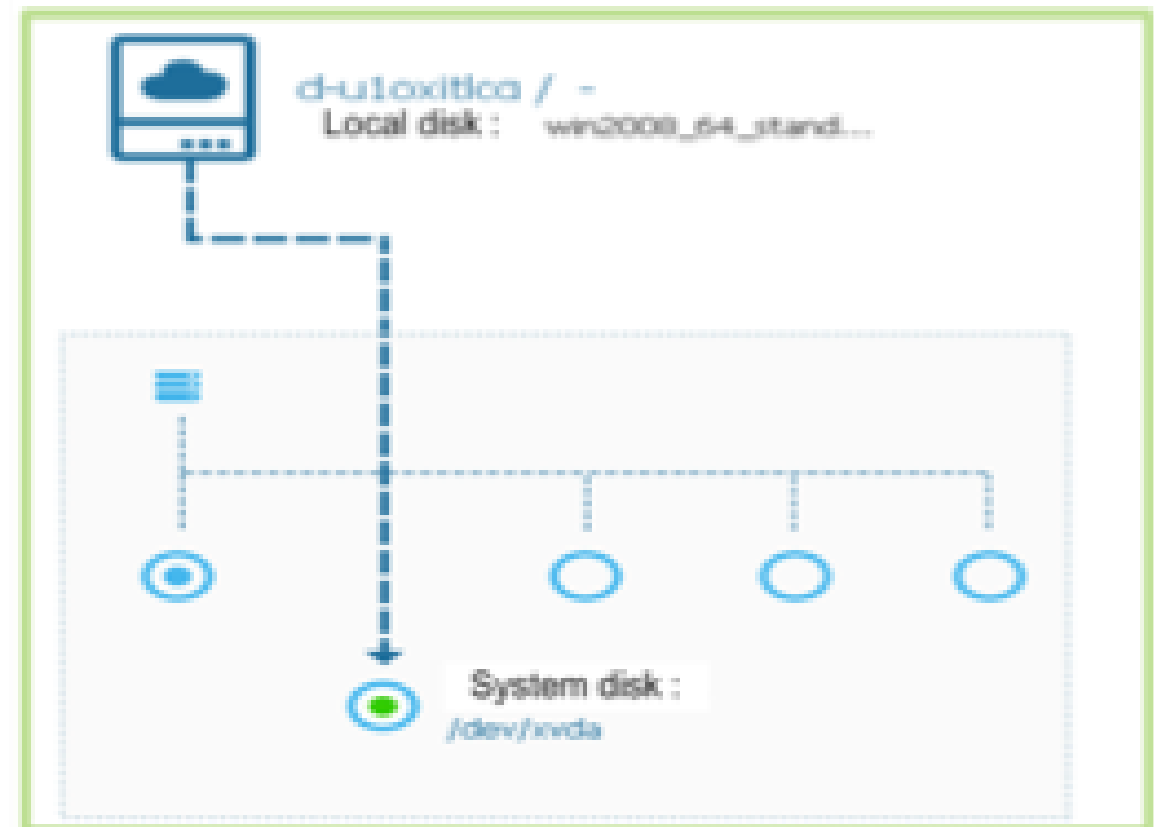 d-u1oxitlca / -
Local disk : win2008_64_stand...
System disk :
/dev/xvda